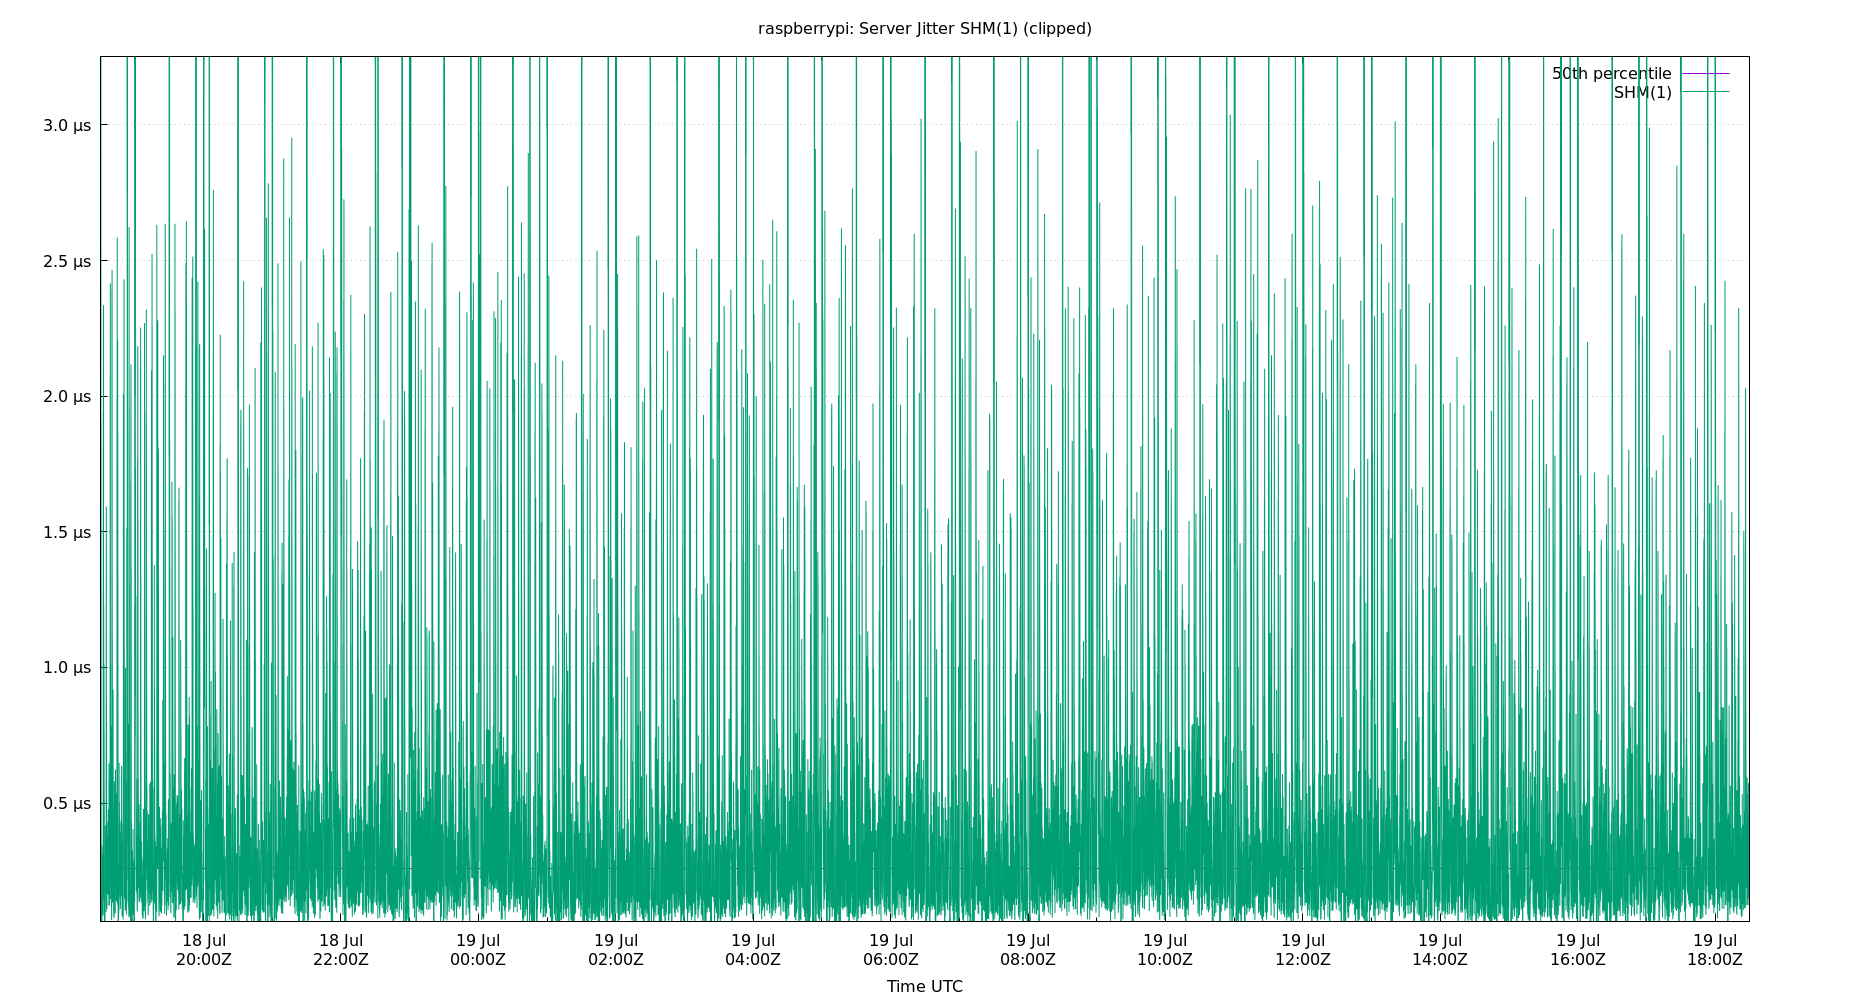 raspberrypi: Server Jitter SHM(1) (clipped)
50th percentile
SHM(1)
3.0 μs
2.5 μs
2.0 μs
1.5 μs
1.0 μs
0.5 μs
18 Jul 18 Jul 19 Jul 19 Jul 19 Jul 19 Jul 19 Jul 19 Jul 19 Jul 19 Jul 19 Jul 19 Jul
20:00Z 22:00Z 00:00Z 02:00Z 04:00Z 06:00Z 08:00Z 10:00Z 12:00Z 14:00Z 16:00Z 18:00Z
Time UTC